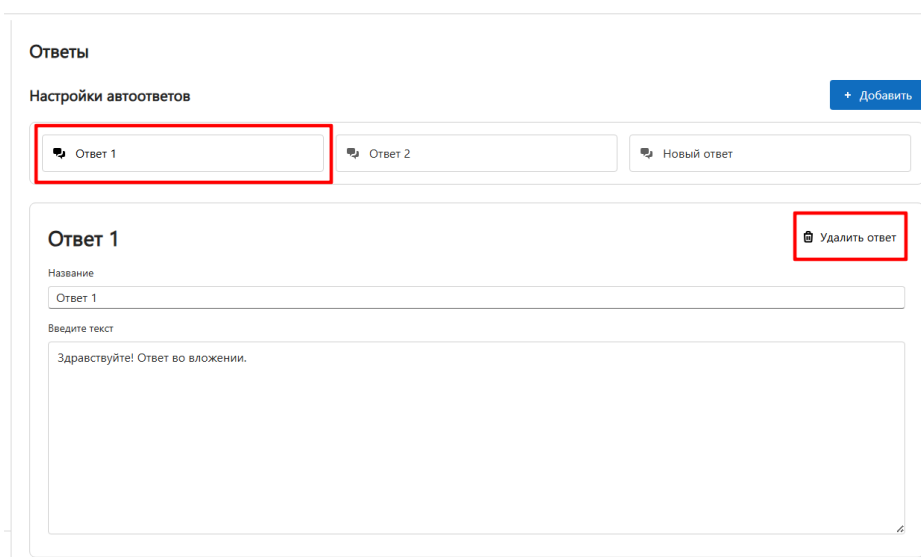 Ответы
Настройки автоответов
+ Добавить
Ответ 1
Ответ 2
Новый ответ
Ответ 1
Удалить ответ
Название
Ответ 1
Введите текст
Здравствуйте! Ответ во вложении.